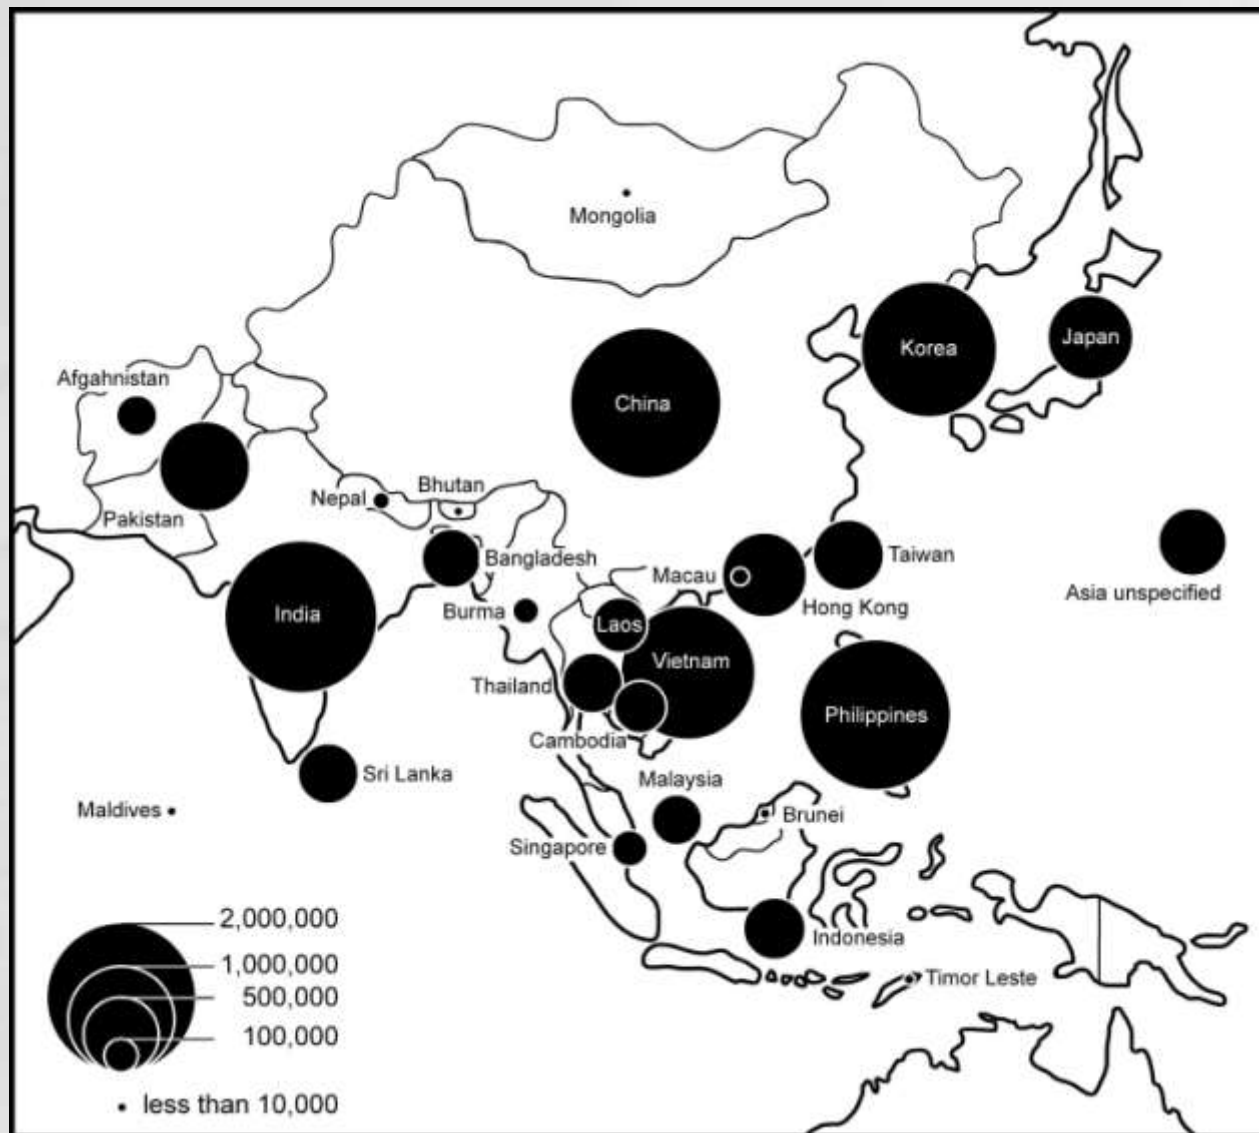 Mongolia
Korea
Japan
Afgahnistan
China
Bhutan
Nepal
Pakistan
Bangladesh
Taiwan
Macau
Asia unspecified
Hong Kong
Burma
India
Laos
Vietnam
Thailand
Philippines
Cambodia
Sri Lanka
Malaysia
Maldives
Brunei
Singapore
Indonesia
Timor Leste
2,000,000
1,000,000
500,000
100,000
less than 10,000